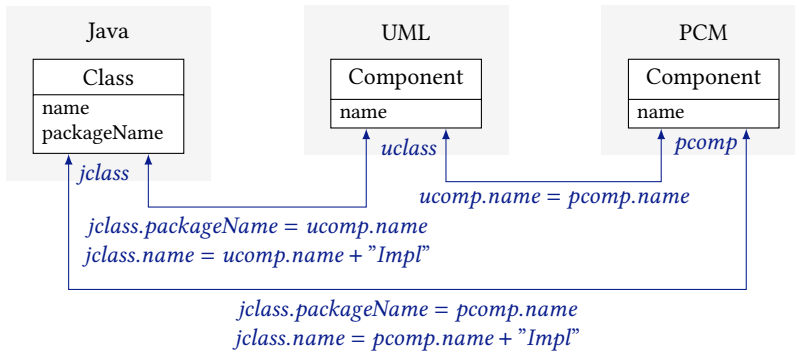 Java
UML
PCM
Class
Component
Component
name
packageName
name
name
jclass
uclass
pcomp
ucomp.name = pcomp.name
jclass.packageName = ucomp.name
jclass.name = ucomp.name + ”Impl”
jclass.packageName = pcomp.name
jclass.name = pcomp.name + ”Impl”